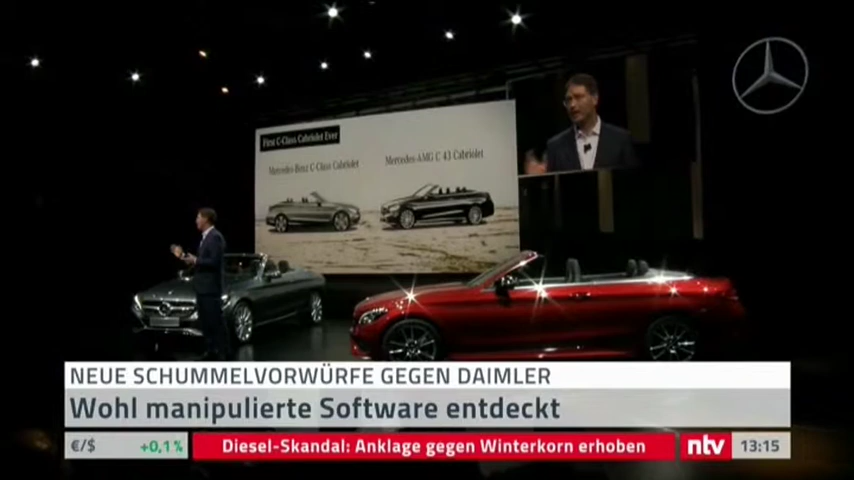 First C-Class Cabriolet Ever
Mercedes-Benz C-Class Cabriolet
Mercedes-AMG C 43 Cabriolet
NEUE SCHUMMELVORWÜRFE GEGEN DAIMLER
Wohl manipulierte Software entdeckt
€/$ +0,1%
Diesel-Skandal: Anklage gegen Winterkorn erhoben
ntv 13:15